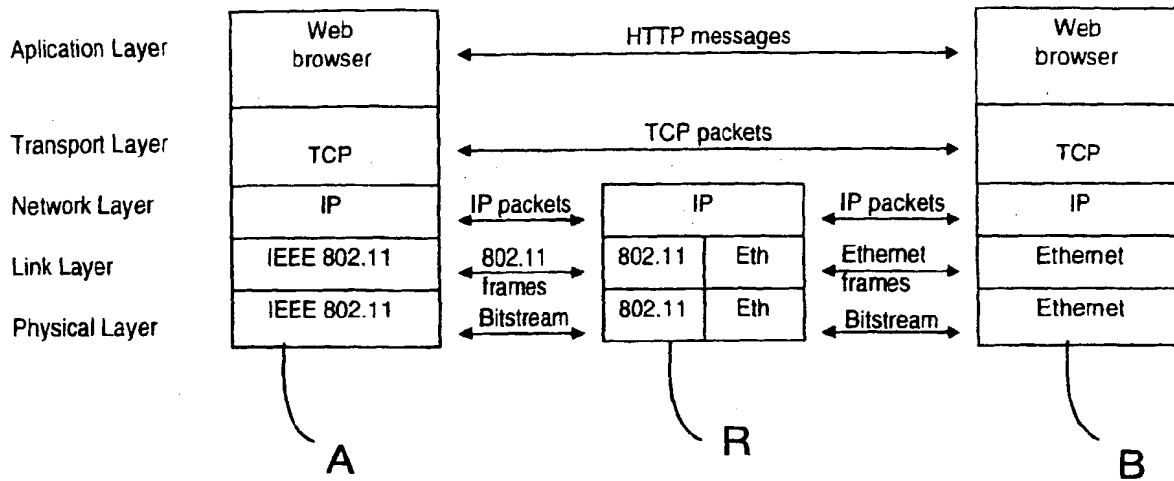 Aplication Layer
Web
browser
HTTP messages
Web
browser
Transport Layer
TCP
TCP packets
TCP
Network Layer
IP
IP packets
IP
IP packets
IP
Link Layer
IEEE 802.11
802.11
frames
802.11
Eth
Ethernet
frames
Ethernet
Physical Layer
IEEE 802.11
Bitstream
802.11
Eth
Bitstream
Ethernet
A
R
B